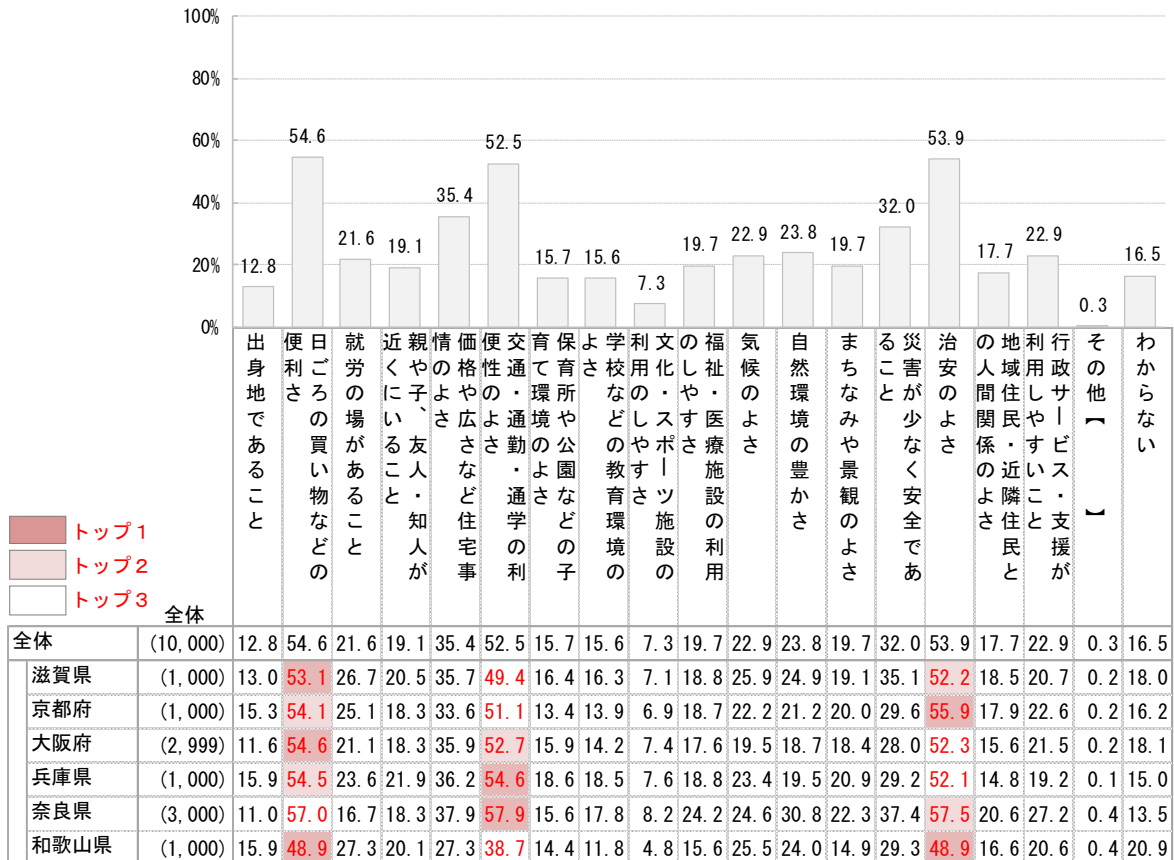 100%
80%
60%
40%
20%
0%
12.8
54.6
21.6
19.1
35.4
52.5
15.7
15.6
7.3
19.7
22.9
23.8
19.7
32.0
53.9
17.7
22.9
0.3
16.5
出身地であること
日ごろの買い物などの
便利さ
就労の場があること
親や子、友人・知人が
近くにいること
価格や広さなど住宅事
情のよさ
交通・通勤・通学の利
便性のよさ
保育所や公園などの子
育て環境のよさ
学校などの教育環境の
よさ
文化・スポーツ施設の
利用のしやすさ
福祉・医療施設の利用
のしやすさ
気候のよさ
自然環境の豊かさ
まちなみや景観のよさ
災害が少なく安全であ
ること
治安のよさ
地域住民・近隣住民と
の人間関係のよさ
行政サービス・支援が
利用しやすいこと
その他【 】
わからない
トップ1
トップ2
トップ3
全体
全体 (10,000) 12.8 54.6 21.6 19.1 35.4 52.5 15.7 15.6 7.3 19.7 22.9 23.8 19.7 32.0 53.9 17.7 22.9 0.3 16.5
滋賀県 (1,000) 13.0 53.1 26.7 20.5 35.7 49.4 16.4 16.3 7.1 18.8 25.9 24.9 19.1 35.1 52.2 18.5 20.7 0.2 18.0
京都府 (1,000) 15.3 54.1 25.1 18.3 33.6 51.1 13.4 13.9 6.9 18.7 22.2 21.2 20.0 29.6 55.9 17.9 22.6 0.2 16.2
大阪府 (2,999) 11.6 54.6 21.1 18.3 35.9 52.7 15.9 14.2 7.4 17.6 19.5 18.7 18.4 28.0 52.3 15.6 21.5 0.2 18.1
兵庫県 (1,000) 15.9 54.5 23.6 21.9 36.2 54.6 18.6 18.5 7.6 18.8 23.4 19.5 20.9 29.2 52.1 14.8 19.2 0.1 15.0
奈良県 (3,000) 11.0 57.0 16.7 18.3 37.9 57.9 15.6 17.8 8.2 24.2 24.6 30.8 22.3 37.4 57.5 20.6 27.2 0.4 13.5
和歌山県 (1,000) 15.9 48.9 27.3 20.1 27.3 38.7 14.4 11.8 4.8 15.6 25.5 24.0 14.9 29.3 48.9 16.6 20.6 0.4 20.9